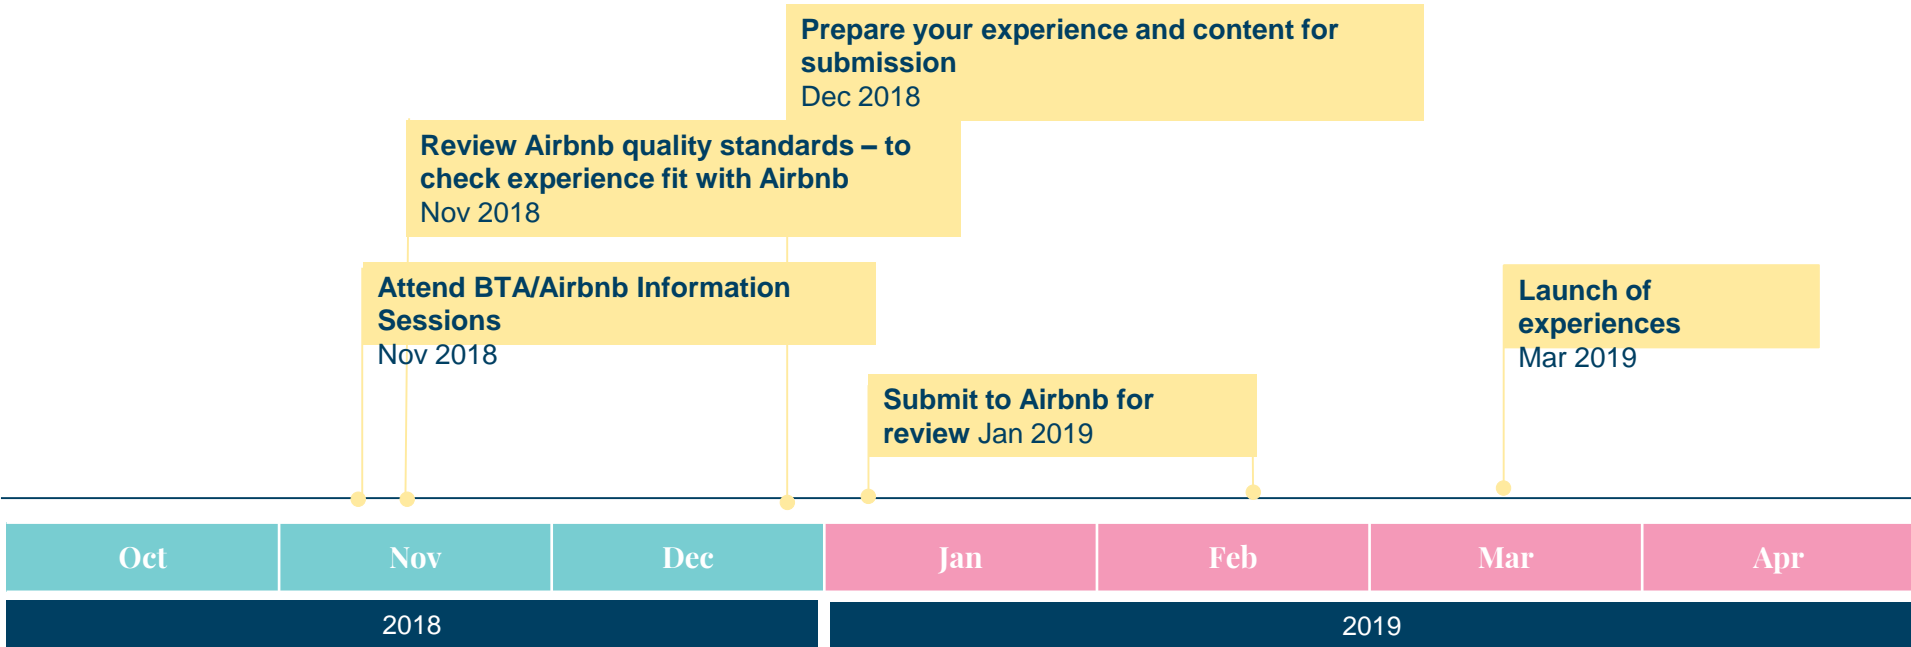 Prepare your experience and content for
submission
Dec 2018
Review Airbnb quality standards – to
check experience fit with Airbnb
Nov 2018
Attend BTA/Airbnb Information
Sessions
Nov 2018
Launch of
experiences
Mar 2019
Submit to Airbnb for
review Jan 2019
Oct Nov Dec Jan Feb Mar Apr
2018 2019